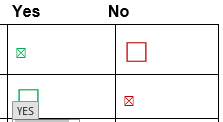 Yes No
YES